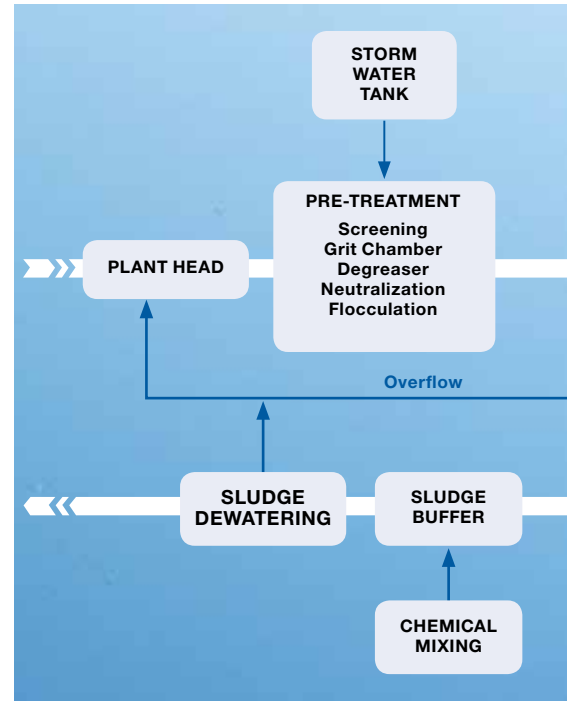 STORM
WATER
TANK
PRE-TREATMENT
Screening
Grit Chamber
Degreaser
Neutralization
Flocculation
PLANT HEAD
Overflow
SLUDGE
DEWATERING
SLUDGE
BUFFER
CHEMICAL
MIXING